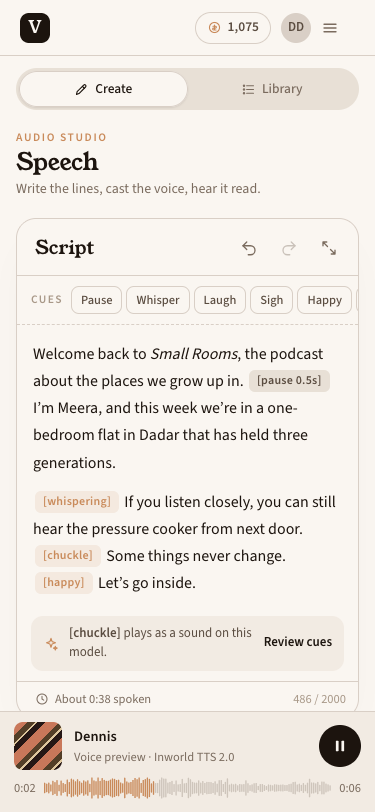 V
1,075
DD
Create
Library
AUDIO STUDIO
Speech
Write the lines, cast the voice, hear it read.
Script
CUES
Pause
Whisper
Laugh
Sigh
Happy
Welcome back to Small Rooms, the podcast
about the places we grow up in. [pause 0.5s]
I’m Meera, and this week we’re in a one-
bedroom flat in Dadar that has held three
generations.
[whispering] If you listen closely, you can still
hear the pressure cooker from next door.
[chuckle] Some things never change.
[happy] Let’s go inside.
[chuckle] plays as a sound on this
model.
Review cues
About 0:38 spoken
486 / 2000
Dennis
Voice preview · Inworld TTS 2.0
0:02
0:06